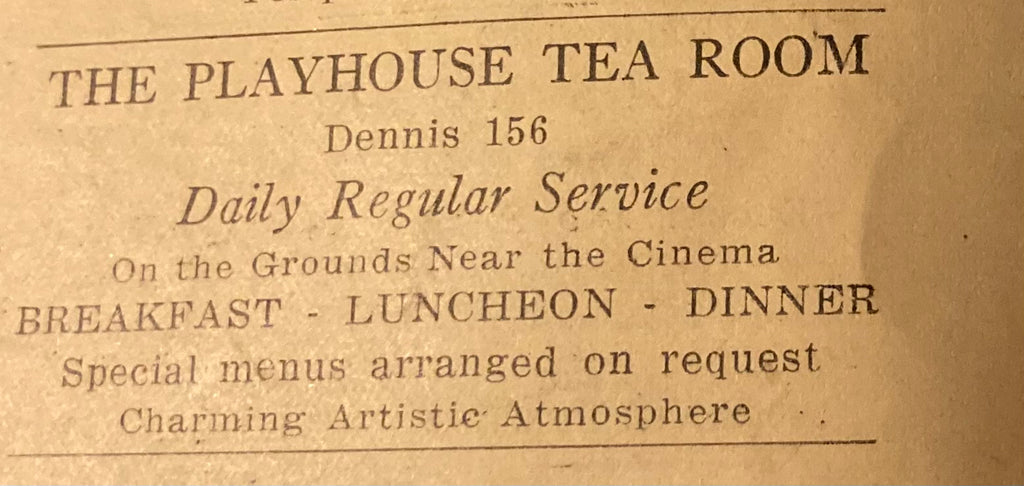 THE PLAYHOUSE TEA ROOM
Dennis 156
Daily Regular Service
On the Grounds Near the Cinema
BREAKFAST - LUNCHEON - DINNER
Special menus arranged on request
Charming Artistic Atmosphere